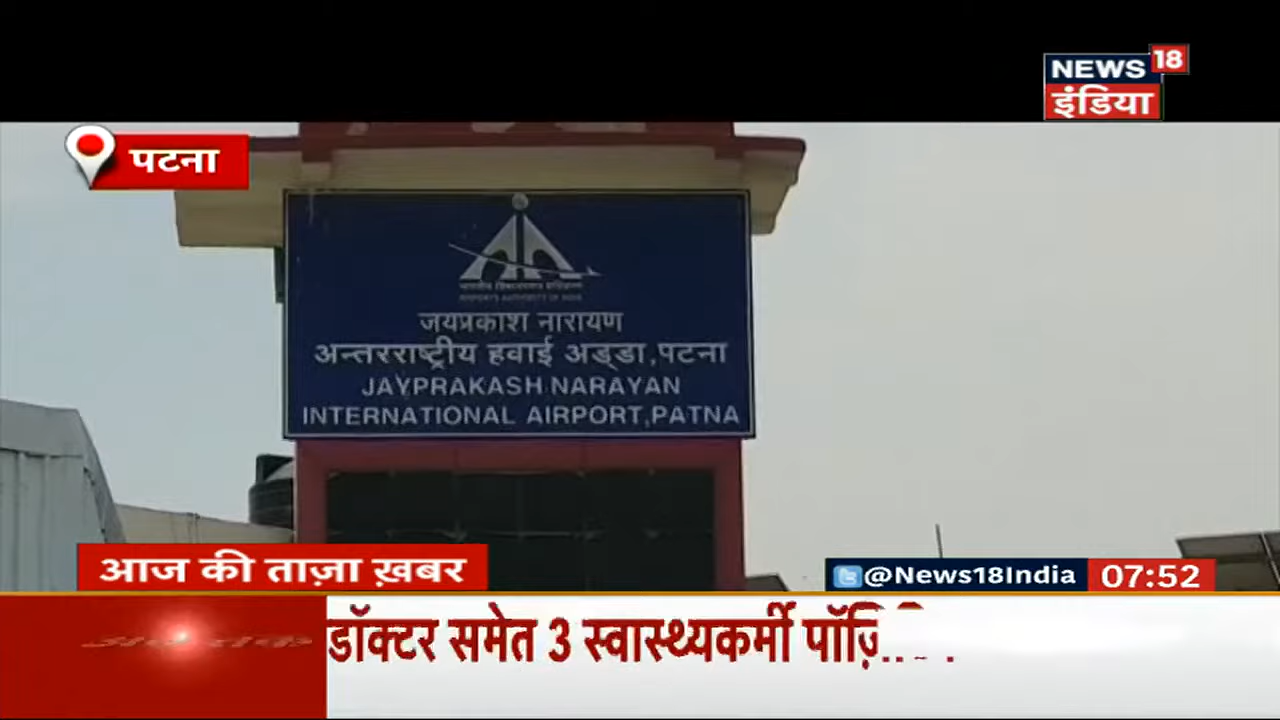 NEWS 18
इंडिया
पटना
जयप्रकाश नारायण
अन्तरराष्ट्रीय हवाई अड्डा,पटना
JAYPRAKASH NARAYAN
INTERNATIONAL AIRPORT,PATNA
आज की ताज़ा ख़बर
@News18India 07:52
डॉक्टर समेत 3 स्वास्थ्यकर्मी